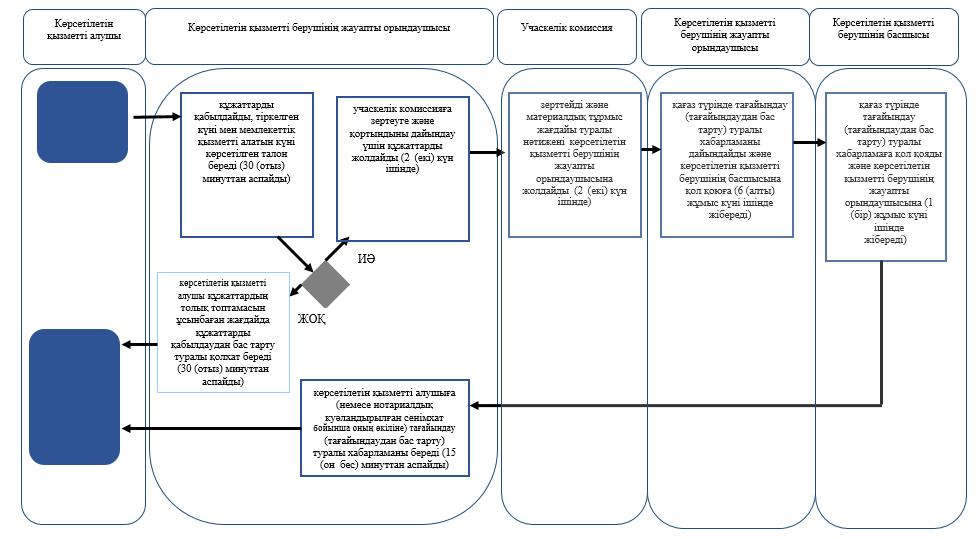 Көрсетілетін
қызметті алушы
Көрсетілетін қызметті берушінің жауапты орындаушысы
Учаскелік комиссия
Көрсетілетін қызметті
берушінің жауапты
орындаушысы
Көрсетілетін қызметті
берушінің басшысы
құжаттарды
қабылдайды, тіркелген
күні мен мемлекеттік
қызметті алатын күні
көрсетілген талон
береді (30 (отыз)
минуттан аспайды)
учаскелік комиссияға
зертеуге және
қортындыны дайындау
үшін құжаттарды
жолдайды (2 (екі) күн
ішінде)
зерттейді және
материалдық тұрмыс
жағдайы туралы
нәтижені көрсетілетін
қызметті берушінің
жауапты
орындаушысына
жолдайды (2 (екі) күн
ішінде)
қағаз түрінде тағайындау
(тағайындаудан бас
тарту) туралы
хабарламаны
дайындайды және
көрсетілетін қызметті
берушінің басшысына
қол қоюға (6 (алты)
жұмыс күні ішінде
жібереді)
қағаз түрінде
тағайындау
(тағайындаудан бас
тарту) туралы
хабарламаға қол қояды
және көрсетілетін
қызметті берушінің
жауапты
орындаушысына (1
(бір) жұмыс күні
ішінде
жібереді)
ИӘ
ЖОҚ
көрсетілетін қызметті
алушы құжаттардың
толық топтамасын
ұсынбаған жағдайда
құжаттарды
қабылдаудан бас тарту
туралы қолхат береді
(30 (отыз) минуттан
аспайды)
көрсетілетін қызметті алушыға
(немесе нотариалдық
куәландырылған сенімхат
бойынша оның өкіліне) тағайындау
(тағайындаудан бас тарту)
туралы хабарламаны береді (15
(он бес) минуттан аспайды)